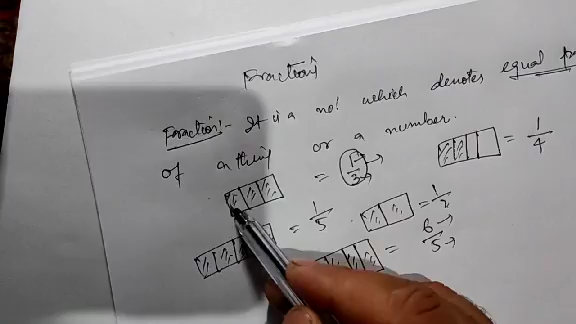 Fraction
Fraction:- It is a no! which denotes equal
of or a number.
= 1/3
= 1/4
= 1/5
= 1/2
= 6/5